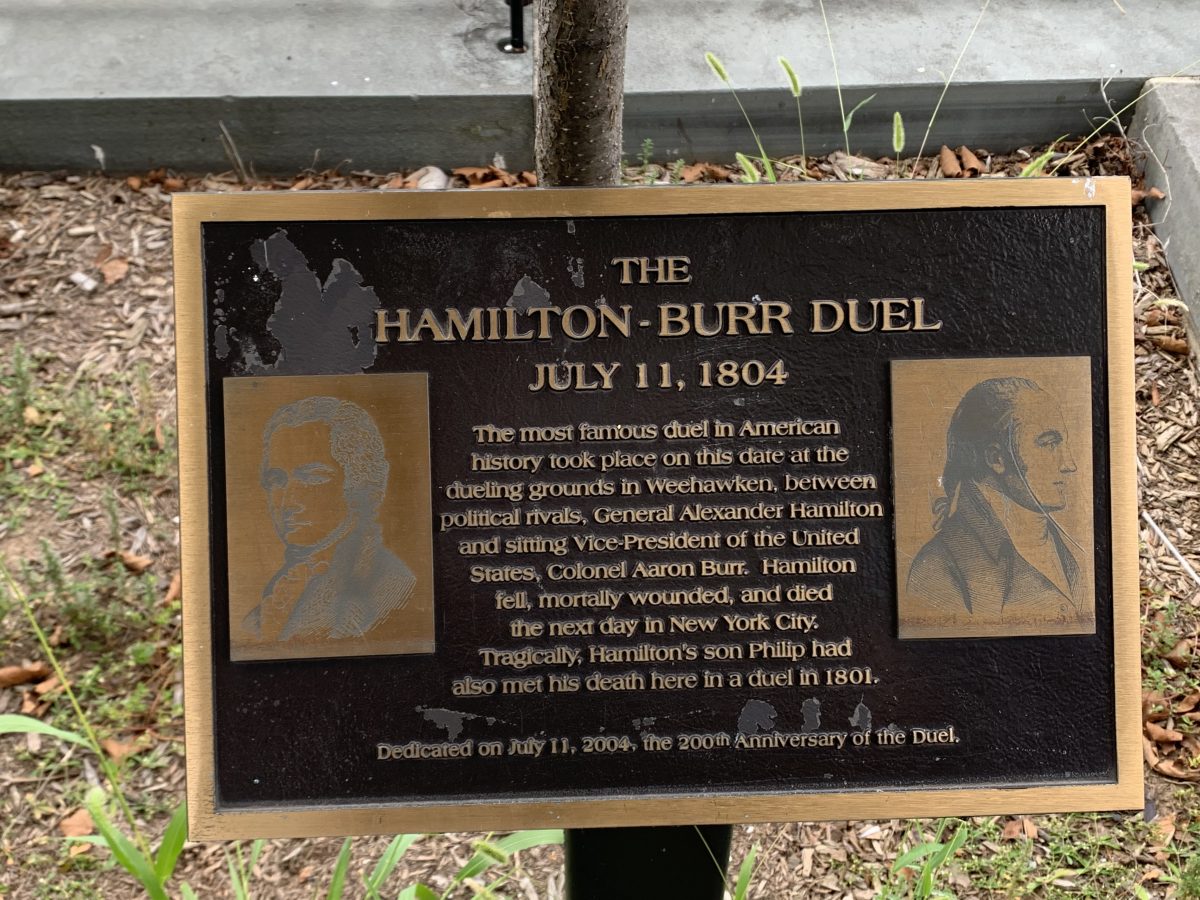 THE
HAMILTON-BURR DUEL
JULY 11, 1804
The most famous duel in American
history took place on this date at the
dueling grounds in Weehawken, between
political rivals, General Alexander Hamilton
and sitting Vice-President of the United
States, Colonel Aaron Burr. Hamilton
fell, mortally wounded, and died
the next day in New York City.
Tragically, Hamilton's son Philip had
also met his death here in a duel in 1801.
Dedicated on July 11, 2004, the 200th Anniversary of the Duel.